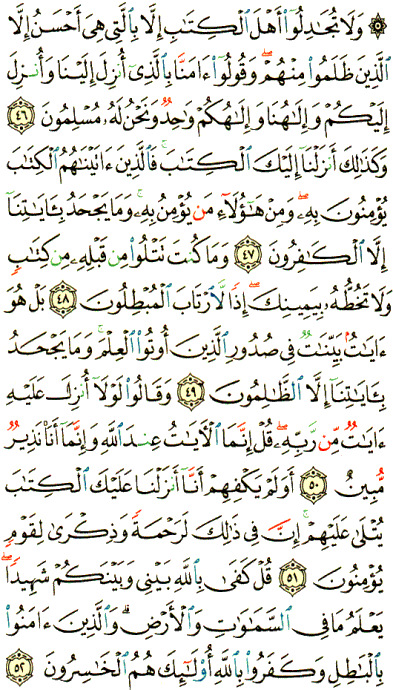 ۞ وَلَا تُجَٰدِلُوٓا۟ أَهْلَ ٱلْكِتَٰبِ إِلَّا بِٱلَّتِى هِىَ أَحْسَنُ إِلَّا
ٱلَّذِينَ ظَلَمُوا۟ مِنْهُمْ ۖ وَقُولُوٓا۟ ءَامَنَّا بِٱلَّذِىٓ أُنزِلَ إِلَيْنَا وَأُنزِلَ
إِلَيْكُمْ وَإِلَٰهُنَا وَإِلَٰهُكُمْ وَٰحِدٌ وَنَحْنُ لَهُۥ مُسْلِمُونَ ٤٦
وَكَذَٰلِكَ أَنزَلْنَآ إِلَيْكَ ٱلْكِتَٰبَ ۚ فَٱلَّذِينَ ءَاتَيْنَٰهُمُ ٱلْكِتَٰبَ
يُؤْمِنُونَ بِهِۦ ۖ وَمِنْ هَٰٓؤُلَآءِ مَن يُؤْمِنُ بِهِۦ ۚ وَمَا يَجْحَدُ بِـَٔايَٰتِنَآ
إِلَّا ٱلْكَٰفِرُونَ ٤٧ وَمَا كُنتَ تَتْلُوا۟ مِن قَبْلِهِۦ مِن كِتَٰبٍ
وَلَا تَخُطُّهُۥ بِيَمِينِكَ ۖ إِذًا لَّٱرْتَابَ ٱلْمُبْطِلُونَ ٤٨ بَلْ هُوَ
ءَايَٰتٌۢ بَيِّنَٰتٌ فِى صُدُورِ ٱلَّذِينَ أُوتُوا۟ ٱلْعِلْمَ ۚ وَمَا يَجْحَدُ
بِـَٔايَٰتِنَآ إِلَّا ٱلظَّٰلِمُونَ ٤٩ وَقَالُوا۟ لَوْلَآ أُنزِلَ عَلَيْهِ
ءَايَٰتٌ مِّن رَّبِّهِۦ ۖ قُلْ إِنَّمَا ٱلْءَايَٰتُ عِندَ ٱللَّهِ وَإِنَّمَآ أَنَا۠ نَذِيرٌ
مُّبِينٌ ٥٠ أَوَلَمْ يَكْفِهِمْ أَنَّآ أَنزَلْنَا عَلَيْكَ ٱلْكِتَٰبَ
يُتْلَىٰ عَلَيْهِمْ ۚ إِنَّ فِى ذَٰلِكَ لَرَحْمَةً وَذِكْرَىٰ لِقَوْمٍ
يُؤْمِنُونَ ٥١ قُلْ كَفَىٰ بِٱللَّهِ بَيْنِى وَبَيْنَكُمْ شَهِيدًا ۖ
يَعْلَمُ مَا فِى ٱلسَّمَٰوَٰتِ وَٱلْأَرْضِ ۗ وَٱلَّذِينَ ءَامَنُوا۟
بِٱلْبَٰطِلِ وَكَفَرُوا۟ بِٱللَّهِ أُو۟لَٰٓئِكَ هُمُ ٱلْخَٰسِرُونَ ٥٢